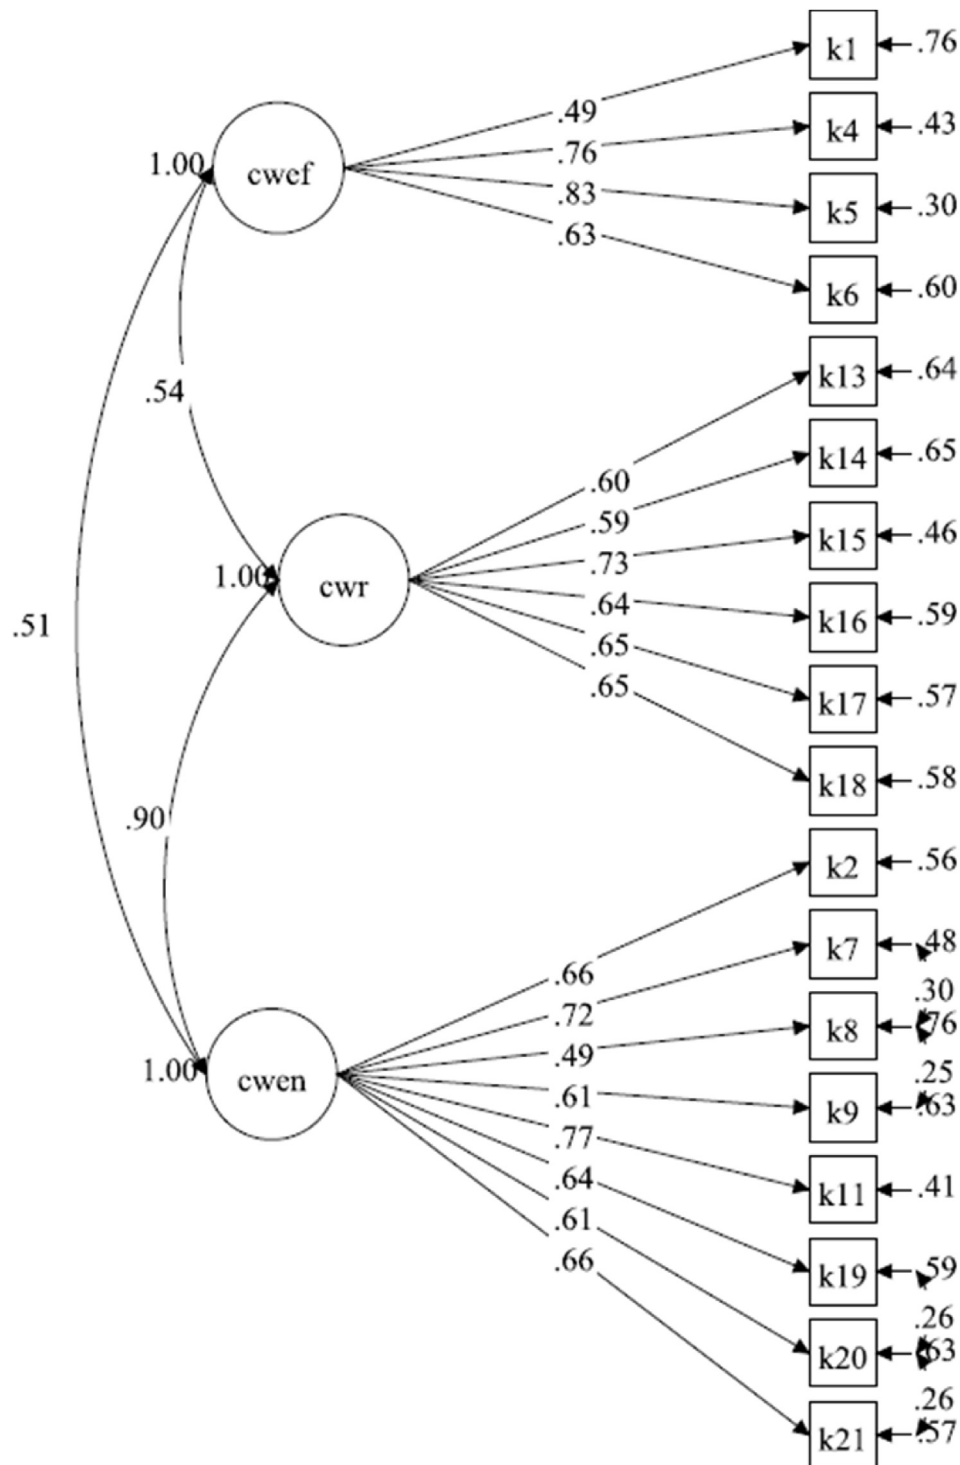 k1 .76
.49
k4 .43
.76
1.00 cwef
.83
k5 .30
.63
k6 .60
k13 .64
.54
k14 .65
.60
.59
k15 .46
.73
1.00 cwr
.64
k16 .59
.51
.65
.65
k17 .57
k18 .58
.90
k2 .56
k7 .48
.66
.30
.72
k8 .76
.49
1.00 cwen
.25
.61
k9 .63
.77
.64
k11 .41
.61
.66
k19 .59
.26
k20 .63
.26
k21 .57